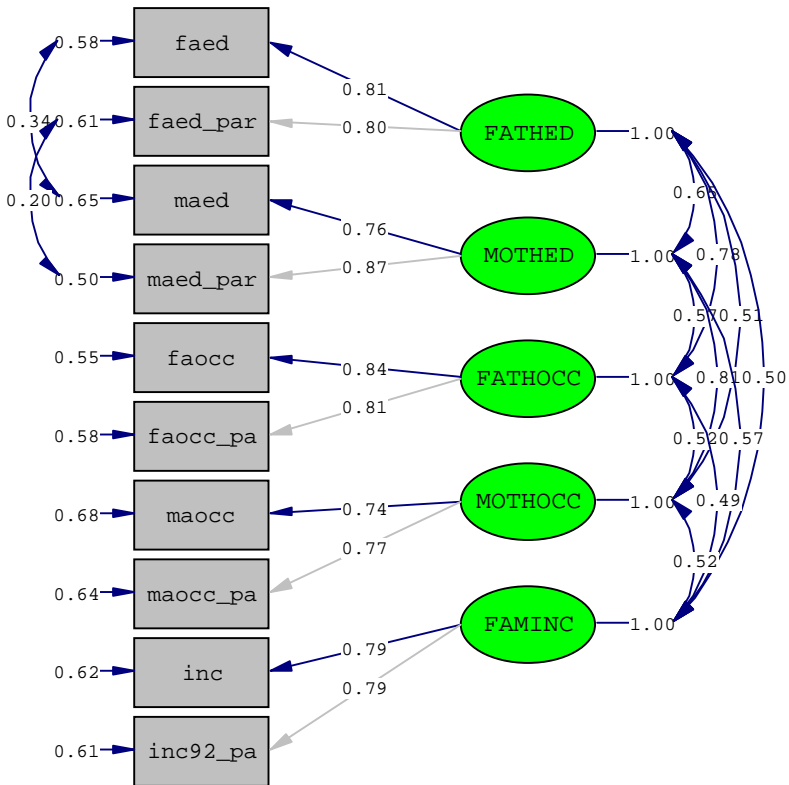 0.58 faed
0.81
0.34 0.61 faed_par 0.80 FATHED 1.00
0.20 0.65 maed 0.65
0.76
0.50 maed_par 0.87 MOTHED 1.00 0.78
0.57 0.51
0.55 faocc 0.84 FATHOCC 1.00 0.81 0.50
0.58 faocc_pa 0.81 0.52 0.57
0.68 maocc 0.74 MOTHOCC 1.00 0.49
0.77 0.52
0.64 maocc_pa
0.62 inc 0.79 FAMINC 1.00
0.79
0.61 inc92_pa